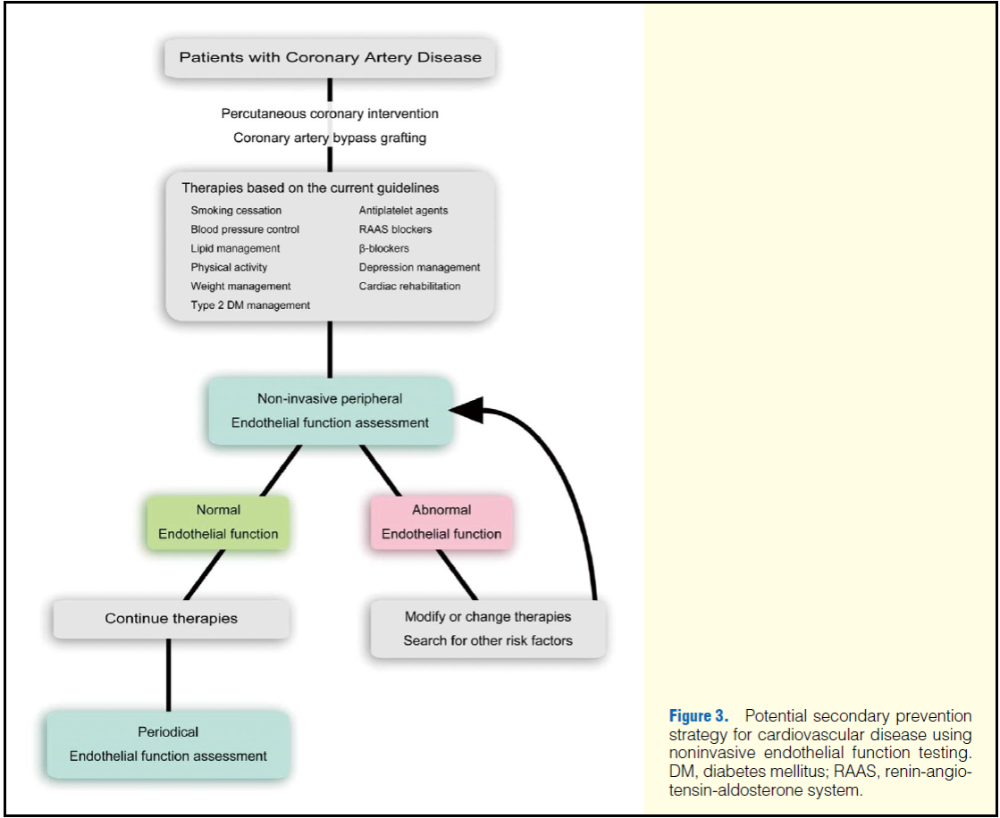 Patients with Coronary Artery Disease
Percutaneous coronary intervention
Coronary artery bypass grafting
Therapies based on the current guidelines
Smoking cessation
Blood pressure control
Lipid management
Physical activity
Weight management
Type 2 DM management
Antiplatelet agents
RAAS blockers
β-blockers
Depression management
Cardiac rehabilitation
Non-invasive peripheral
Endothelial function assessment
Normal
Endothelial function
Abnormal
Endothelial function
Continue therapies
Modify or change therapies
Search for other risk factors
Periodical
Endothelial function assessment
Figure 3. Potential secondary prevention
strategy for cardiovascular disease using
noninvasive endothelial function testing.
DM, diabetes mellitus; RAAS, renin-angio-
tensin-aldosterone system.